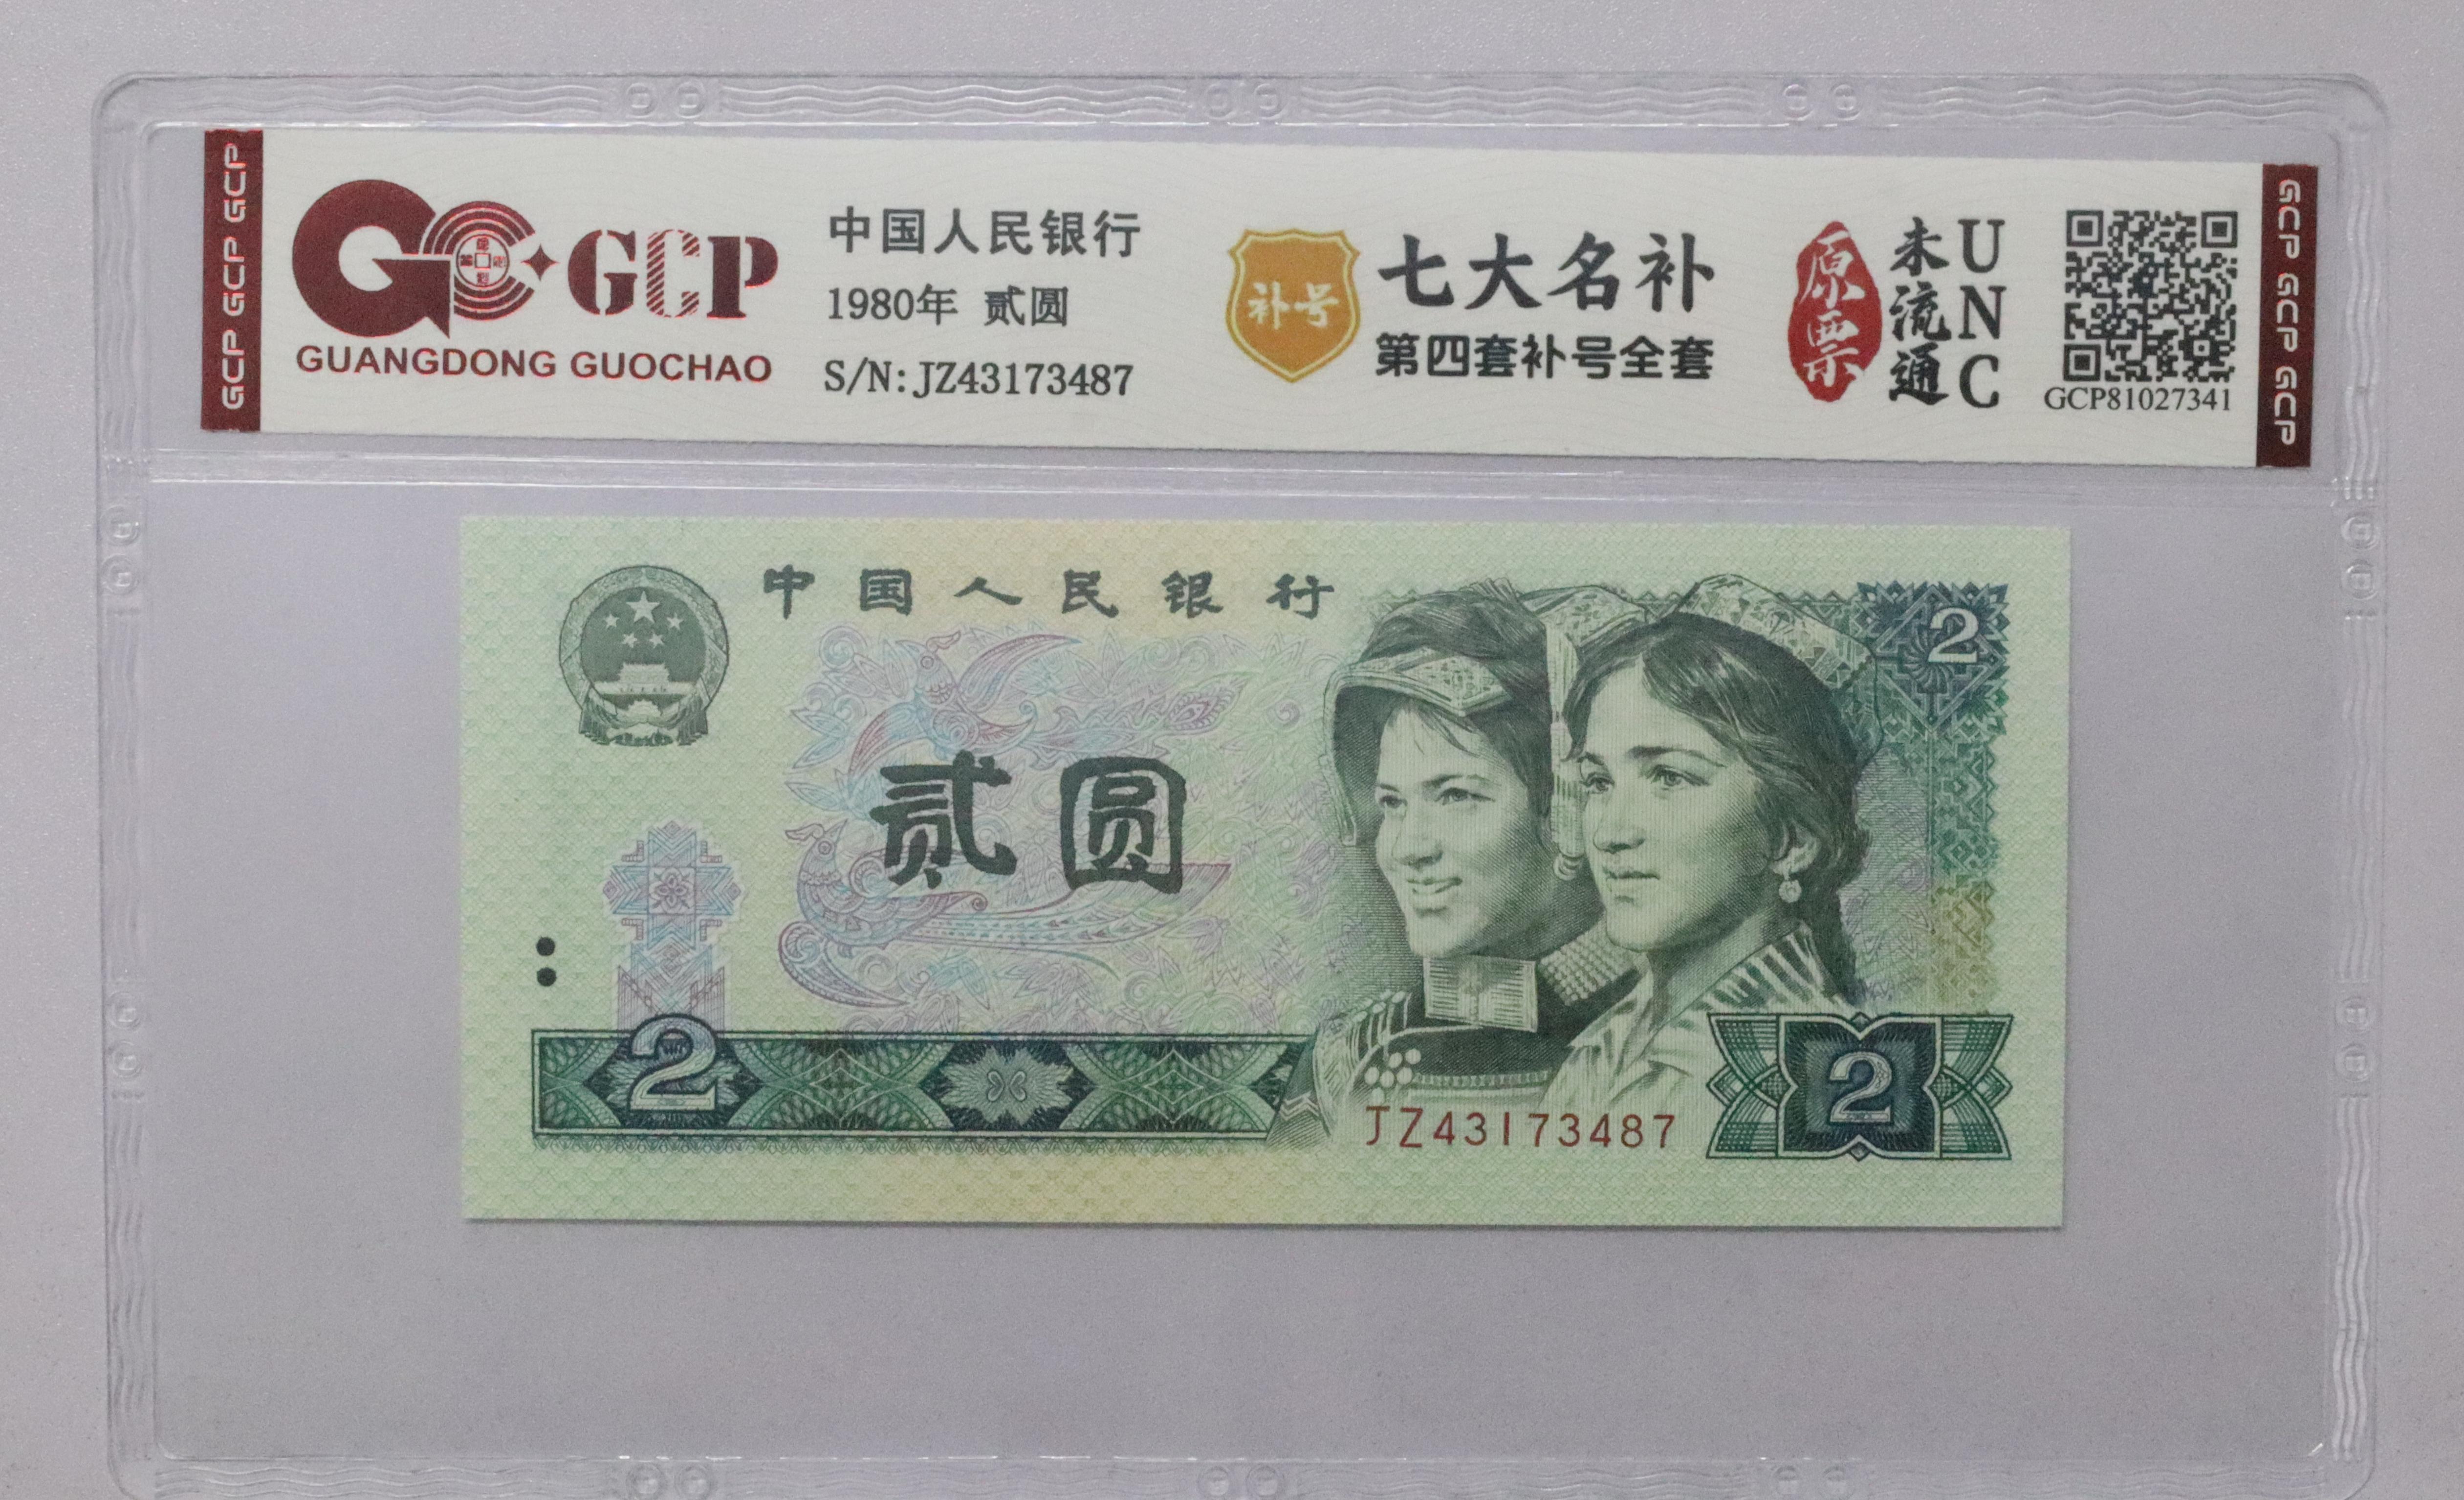 GCP GCP GCP
GCP
GUANGDONG GUOCHAO
中国人民银行
1980年 贰圆
S/N: JZ43173487
补号
七大名补
第四套补号全套
原票
未流通
UNC
GCP81027341
GCP GCP GCP
中国人民银行
2
贰圆
2
JZ43173487
2